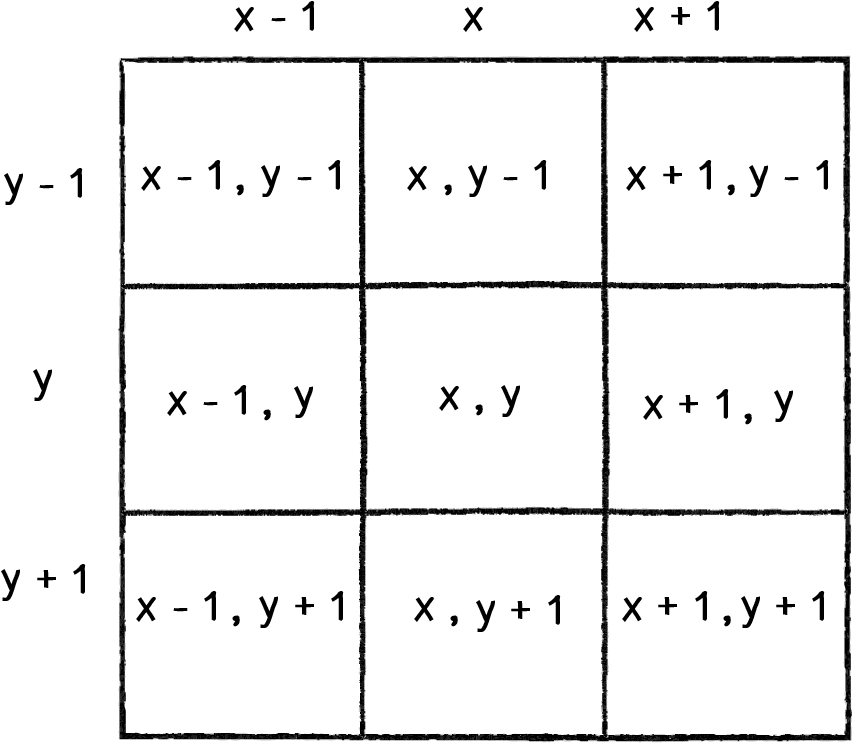 x - 1 x x + 1
y - 1 x - 1 , y - 1 x , y - 1 x + 1 , y - 1
y x - 1 , y x , y x + 1 , y
y + 1 x - 1 , y + 1 x , y + 1 x + 1 , y + 1